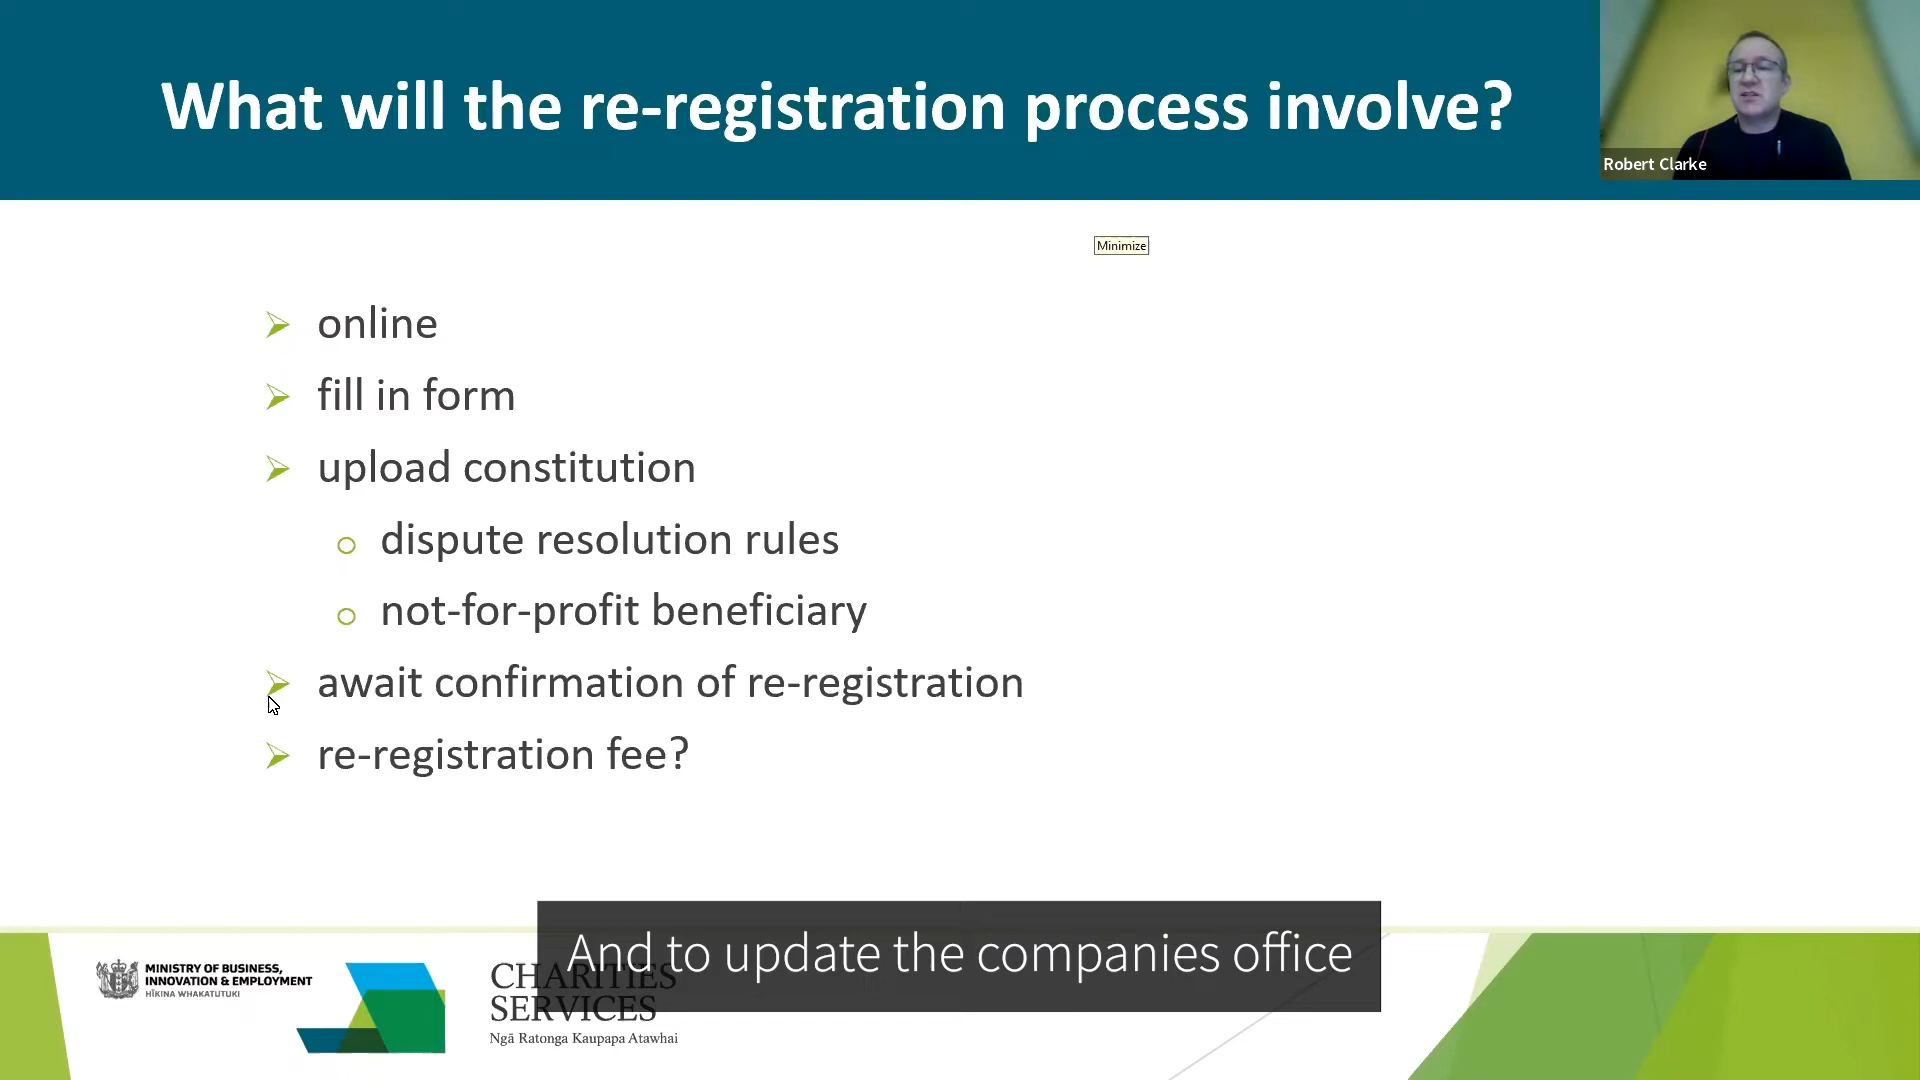 What will the re-registration process involve?
Robert Clarke
Minimize
online
fill in form
upload constitution
dispute resolution rules
not-for-profit beneficiary
await confirmation of re-registration
re-registration fee?
And to update the companies office
MINISTRY OF BUSINESS,
INNOVATION & EMPLOYMENT
HĪKINA WHAKATUTUKI
CHARITIES
SERVICES
Ngā Ratonga Kaupapa Atawhai